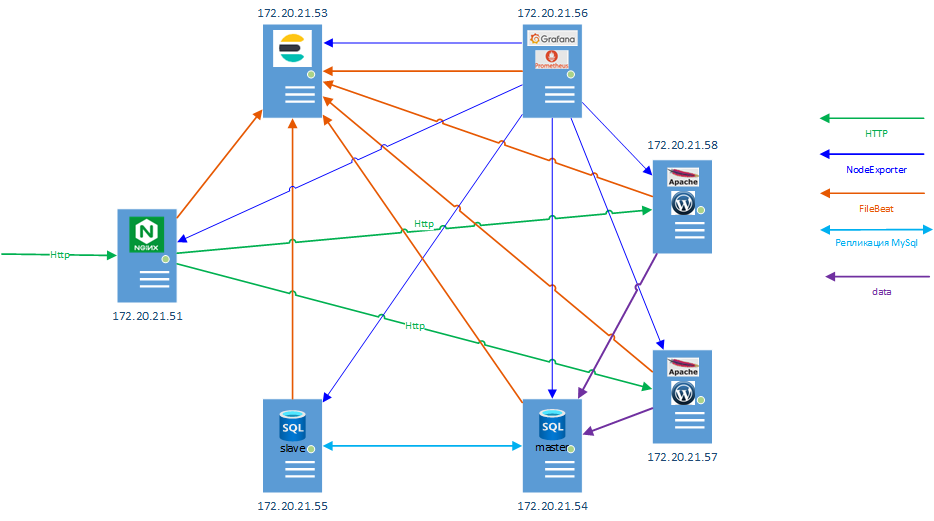 172.20.21.53
172.20.21.56
Grafana
Prometheus
172.20.21.58
HTTP
NodeExporter
Apache
W
FileBeat
NGINX
Http
Http
Репликация MySql
172.20.21.51
data
Http
Apache
W
SQL
slave
SQL
master
172.20.21.57
172.20.21.55
172.20.21.54